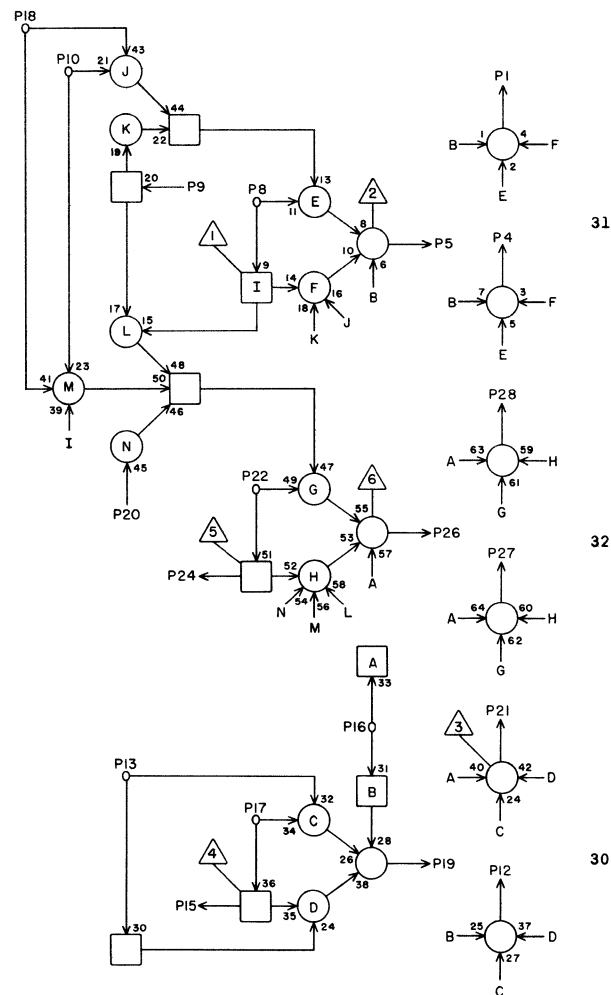 P18
43
P10
21
J
P1
44
K
22
19
B
1
4
F
2
20
P9
13
P8
E
11
2
E
31
8
1
9
10
P5
6
P4
I
14
F
16
B
18
J
B
7
3
F
17
15
K
5
L
E
41
23
48
M
50
P28
39
46
N
I
45
A
63
59
H
47
61
P22
49
G
6
P20
G
55
32
5
53
P26
51
57
P27
P24
52
H
58
A
54
N
56
L
A
64
60
H
M
62
G
A
33
P21
P16
3
P13
31
40
42
P17
32
B
A
D
34
C
24
28
C
4
26
P19
30
38
36
P12
P15
35
D
30
24
25
37
B
D
27
C